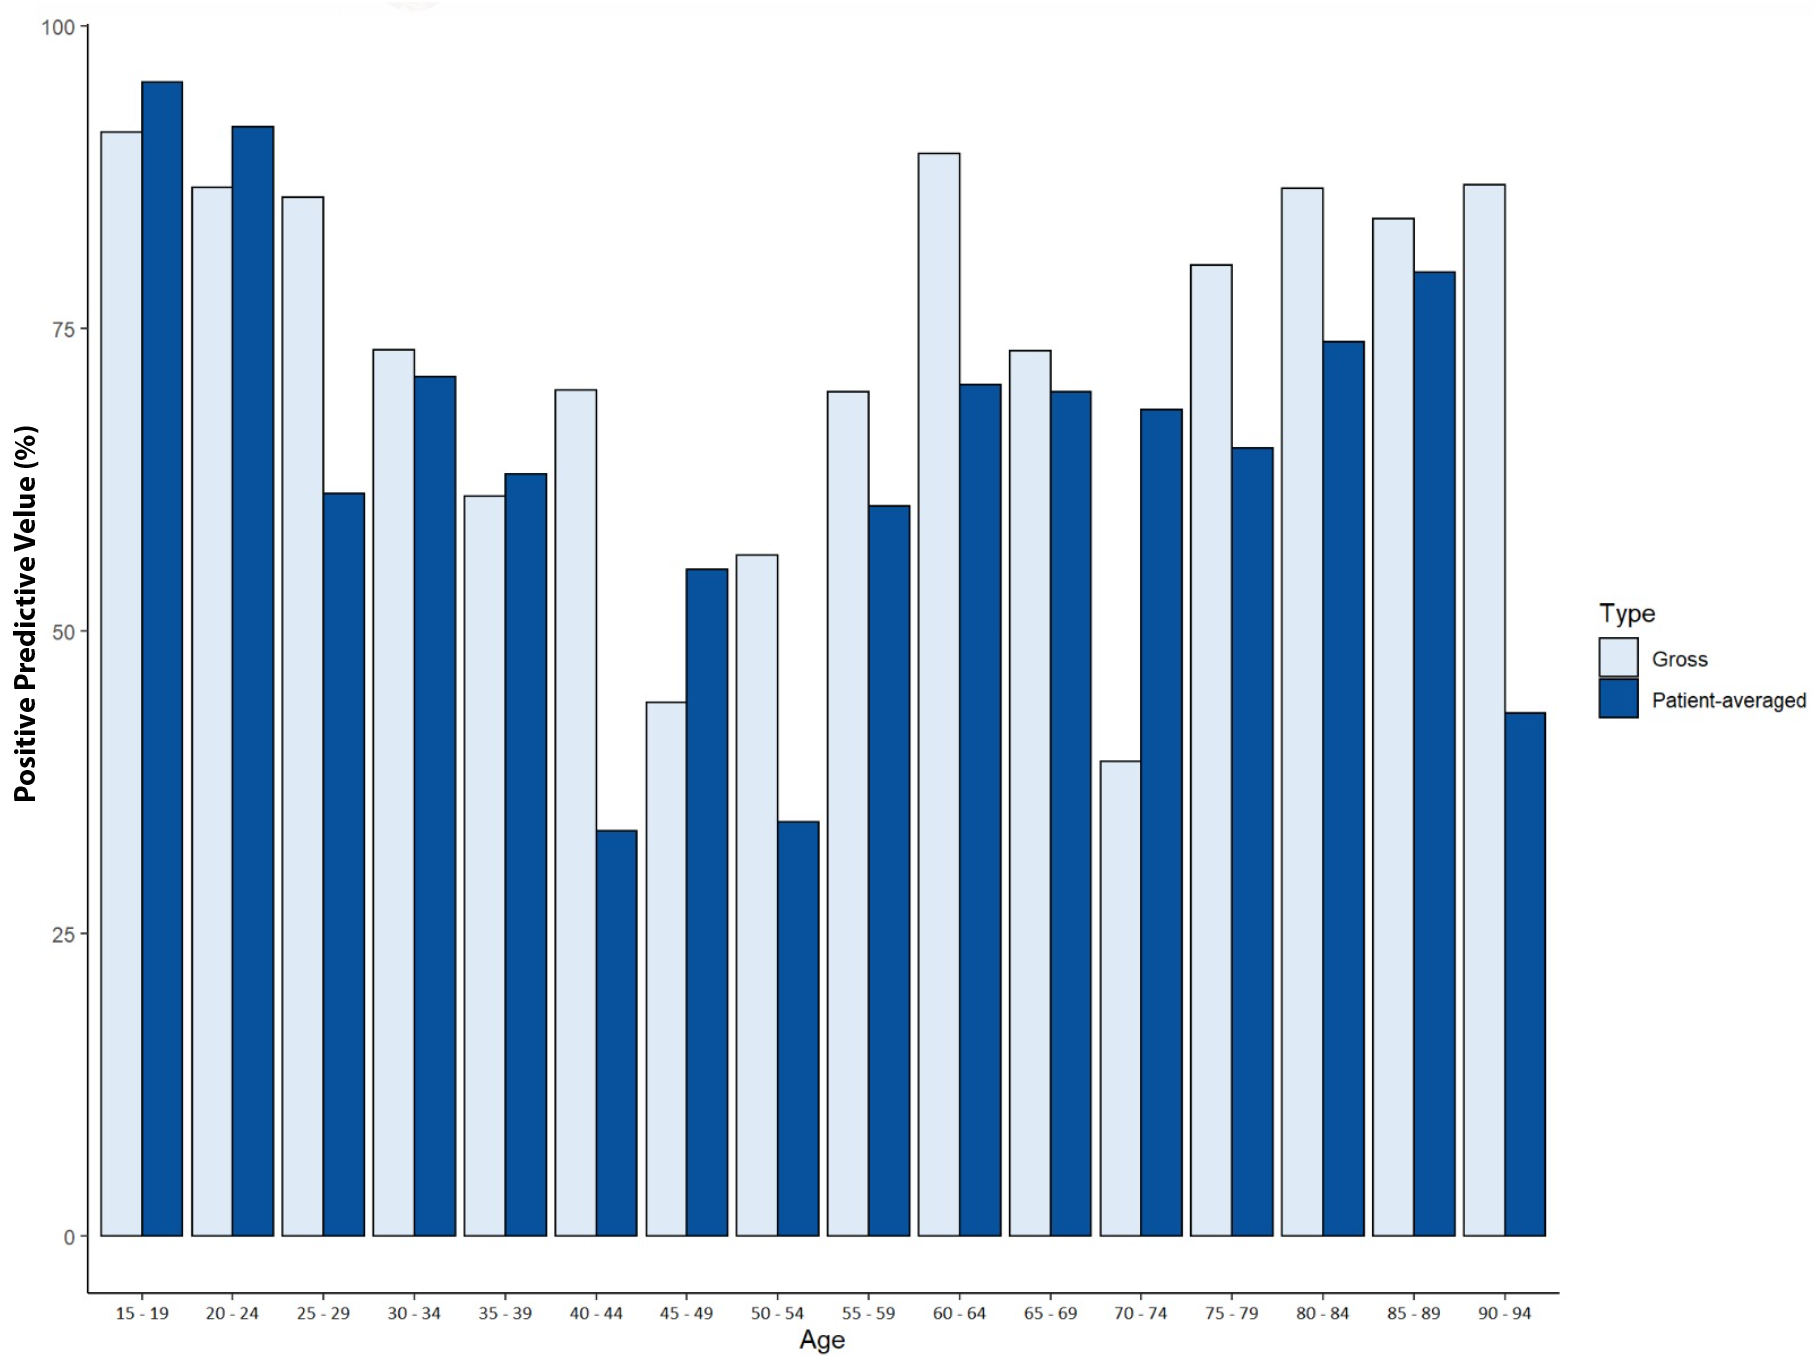 Positive Predictive Velue (%)
100
75
50
25
0
15 - 19 20 - 24 25 - 29 30 - 34 35 - 39 40 - 44 45 - 49 50 - 54 55 - 59 60 - 64 65 - 69 70 - 74 75 - 79 80 - 84 85 - 89 90 - 94
Age
Type
Gross
Patient-averaged